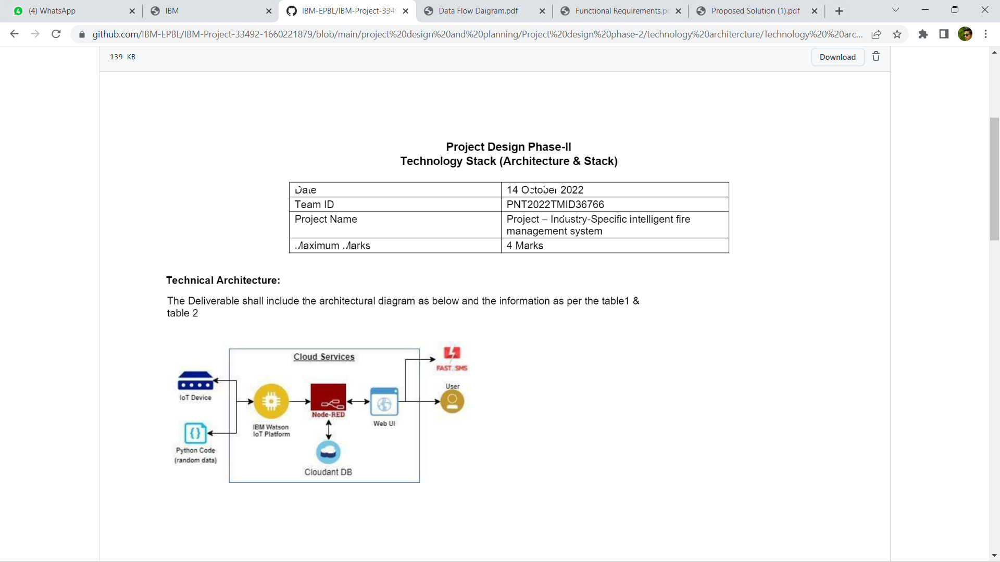 (4) WhatsApp
IBM
IBM-EPBL/IBM-Project-334
Data Flow Daigram.pdf
Functional Requirements.p
Proposed Solution (1).pdf
github.com/IBM-EPBL/IBM-Project-33492-1660221879/blob/main/project%20design%20and%20planning/Project%20design%20phase-2/technology%20architercture/Technology%20%20arc...
139 KB
Download
Project Design Phase-II
Technology Stack (Architecture & Stack)
Date 14 October 2022
Team ID PNT2022TMID36766
Project Name Project – Industry-Specific intelligent fire
management system
Maximum Marks 4 Marks
Technical Architecture:
The Deliverable shall include the architectural diagram as below and the information as per the table1 &
table 2
Cloud Services
FAST SMS
User
IoT Device
Node-RED
Web UI
IBM Watson
IoT Platform
Python Code
(random data)
Cloudant DB